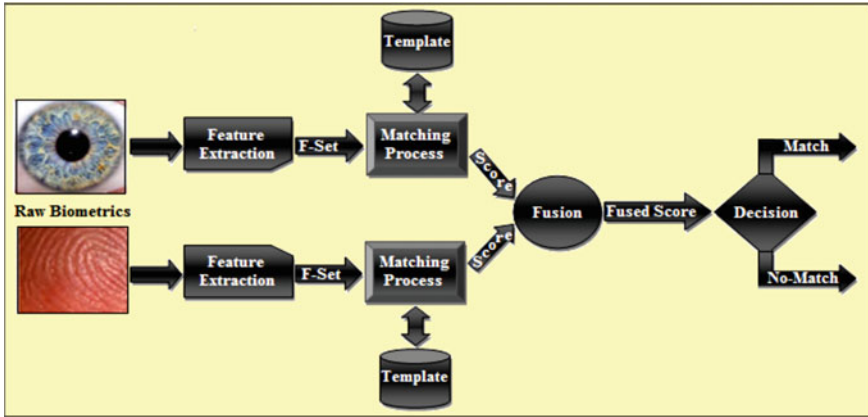 Template
Feature
Extraction
F-Set
Matching
Process
Score
Match
Raw Biometrics
Fusion
Fused Score
Decision
Feature
Extraction
F-Set
Matching
Process
Score
No-Match
Template